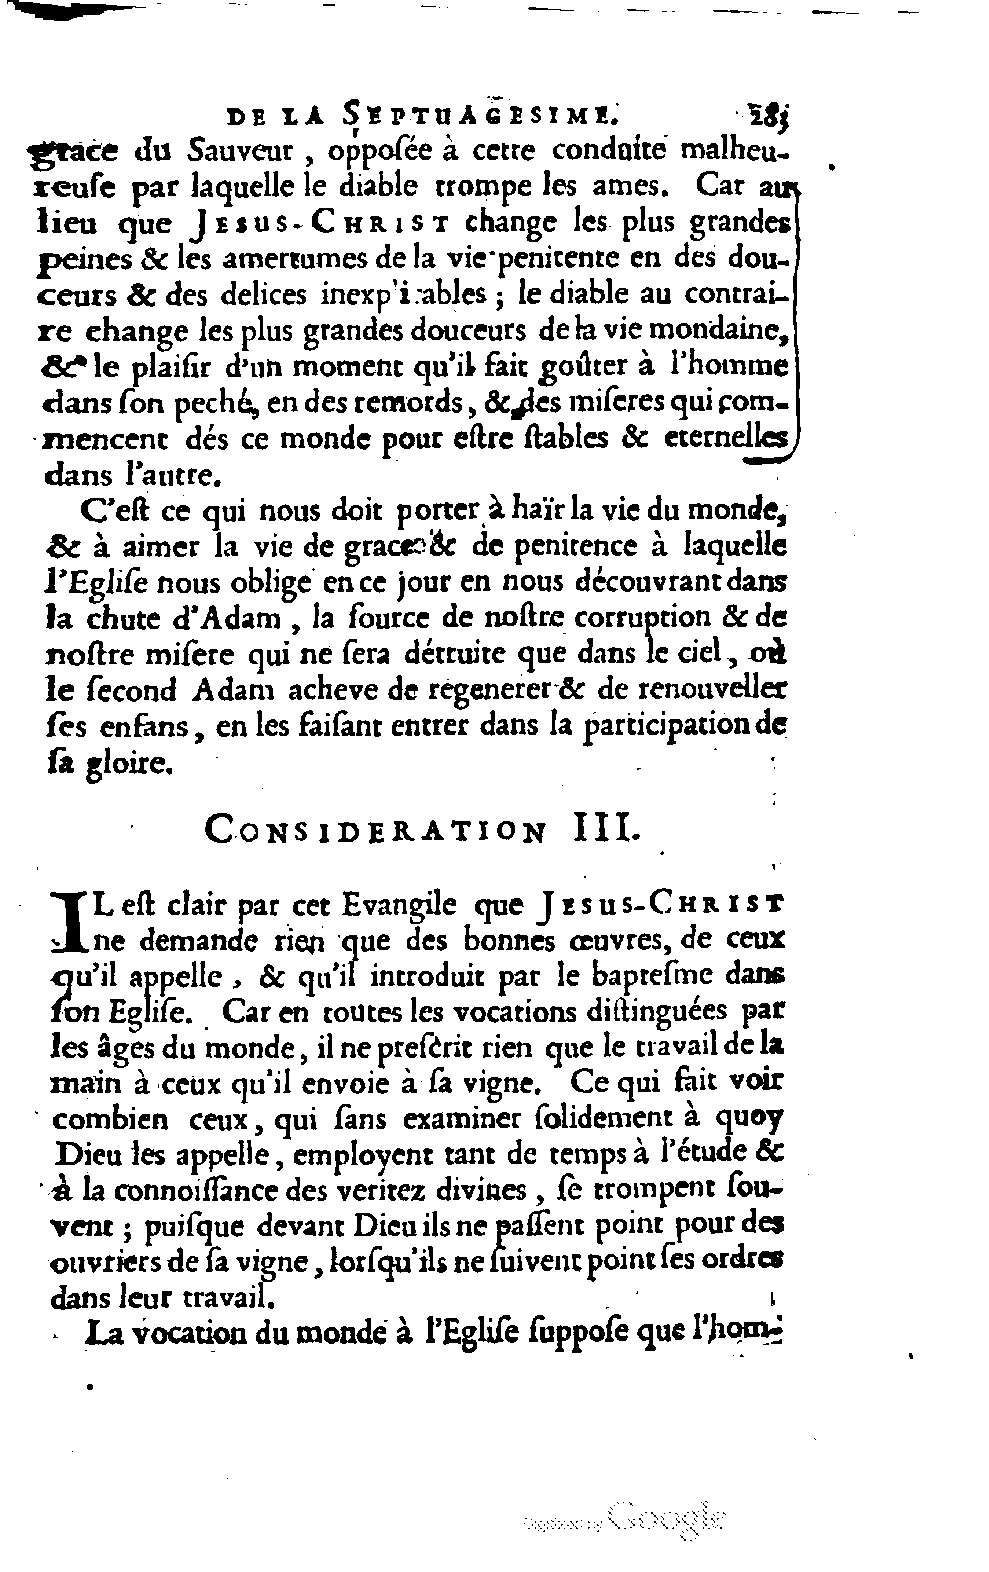 DE LA SEPTUAGESIME. 283
grace du Sauveur, opposée à cette conduite malheu-
reuſe par laquelle le diable trompe les ames. Car au
lieu que JESUS-CHRIST change les plus grandes
peines & les amertumes de la vie penitente en des dou-
ceurs & des delices inexplicables ; le diable au contrai-
re change les plus grandes douceurs de la vie mondaine,
& le plaiſir d'un moment qu'il fait goûter à l'homme
dans ſon peché, en des remords, & des miſeres qui com-
mencent dés ce monde pour eſtre ſtables & eternelles
dans l'autre.
C'eſt ce qui nous doit porter à haïr la vie du monde,
& à aimer la vie de grace & de penitence à laquelle
l'Egliſe nous oblige en ce jour en nous découvrant dans
la chute d'Adam, la ſource de noſtre corruption & de
noſtre miſere qui ne ſera détruite que dans le ciel, où
le ſecond Adam acheve de regenerer & de renouveller
ſes enfans, en les faiſant entrer dans la participation de
ſa gloire.
CONSIDERATION III.
IL eſt clair par cet Evangile que JESUS-CHRIST
ne demande rien que des bonnes œuvres, de ceux
qu'il appelle, & qu'il introduit par le bapteſme dans
ſon Egliſe. Car en toutes les vocations diſtinguées par
les âges du monde, il ne preſcrit rien que le travail de la
main à ceux qu'il envoie à ſa vigne. Ce qui fait voir
combien ceux, qui ſans examiner ſolidement à quoy
Dieu les appelle, employent tant de temps à l'étude &
à la connoiſſance des veritez divines, ſe trompent ſou-
vent ; puiſque devant Dieu ils ne paſſent point pour des
ouvriers de ſa vigne, lorſqu'ils ne ſuivent point ſes ordres
dans leur travail.
La vocation du monde à l'Egliſe ſuppoſe que l'hom-
Digitized by Google